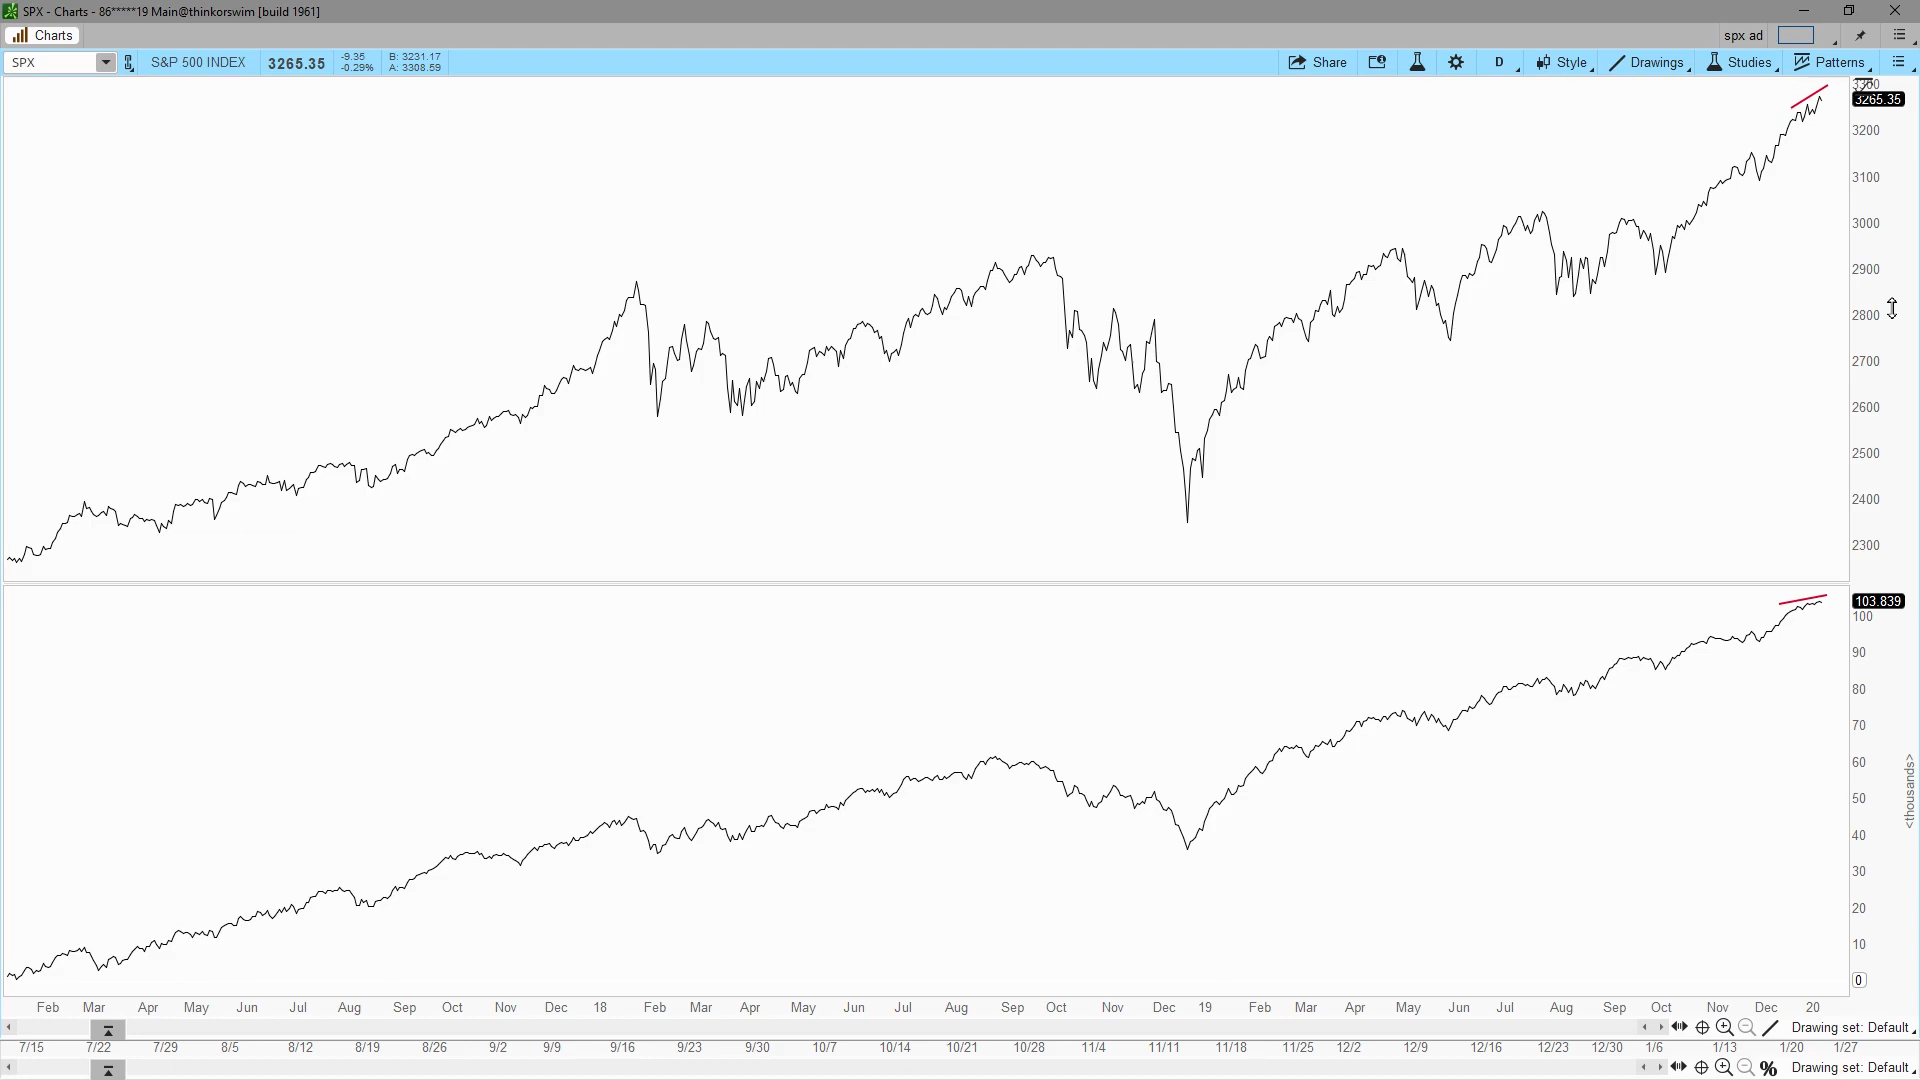 SPX - Charts - 86*****19 Main@thinkorswim [build 1961]
Charts
spx ad
SPX
S&P 500 INDEX
3265.35
-9.35
-0.29%
B: 3231.17
A: 3308.59
Share
D
Style
Drawings
Studies
Patterns
3300
3265.35
3200
3100
3000
2900
2800
2700
2600
2500
2400
2300
103.839
100
90
80
70
60
50
40
30
20
10
0
<thousands>
Feb Mar Apr May Jun Jul Aug Sep Oct Nov Dec 18 Feb Mar Apr May Jun Jul Aug Sep Oct Nov Dec 19 Feb Mar Apr May Jun Jul Aug Sep Oct Nov Dec 20
Drawing set: Default
7/15 7/22 7/29 8/5 8/12 8/19 8/26 9/2 9/9 9/16 9/23 9/30 10/7 10/14 10/21 10/28 11/4 11/11 11/18 11/25 12/2 12/9 12/16 12/23 12/30 1/6 1/13 1/20 1/27
% Drawing set: Default